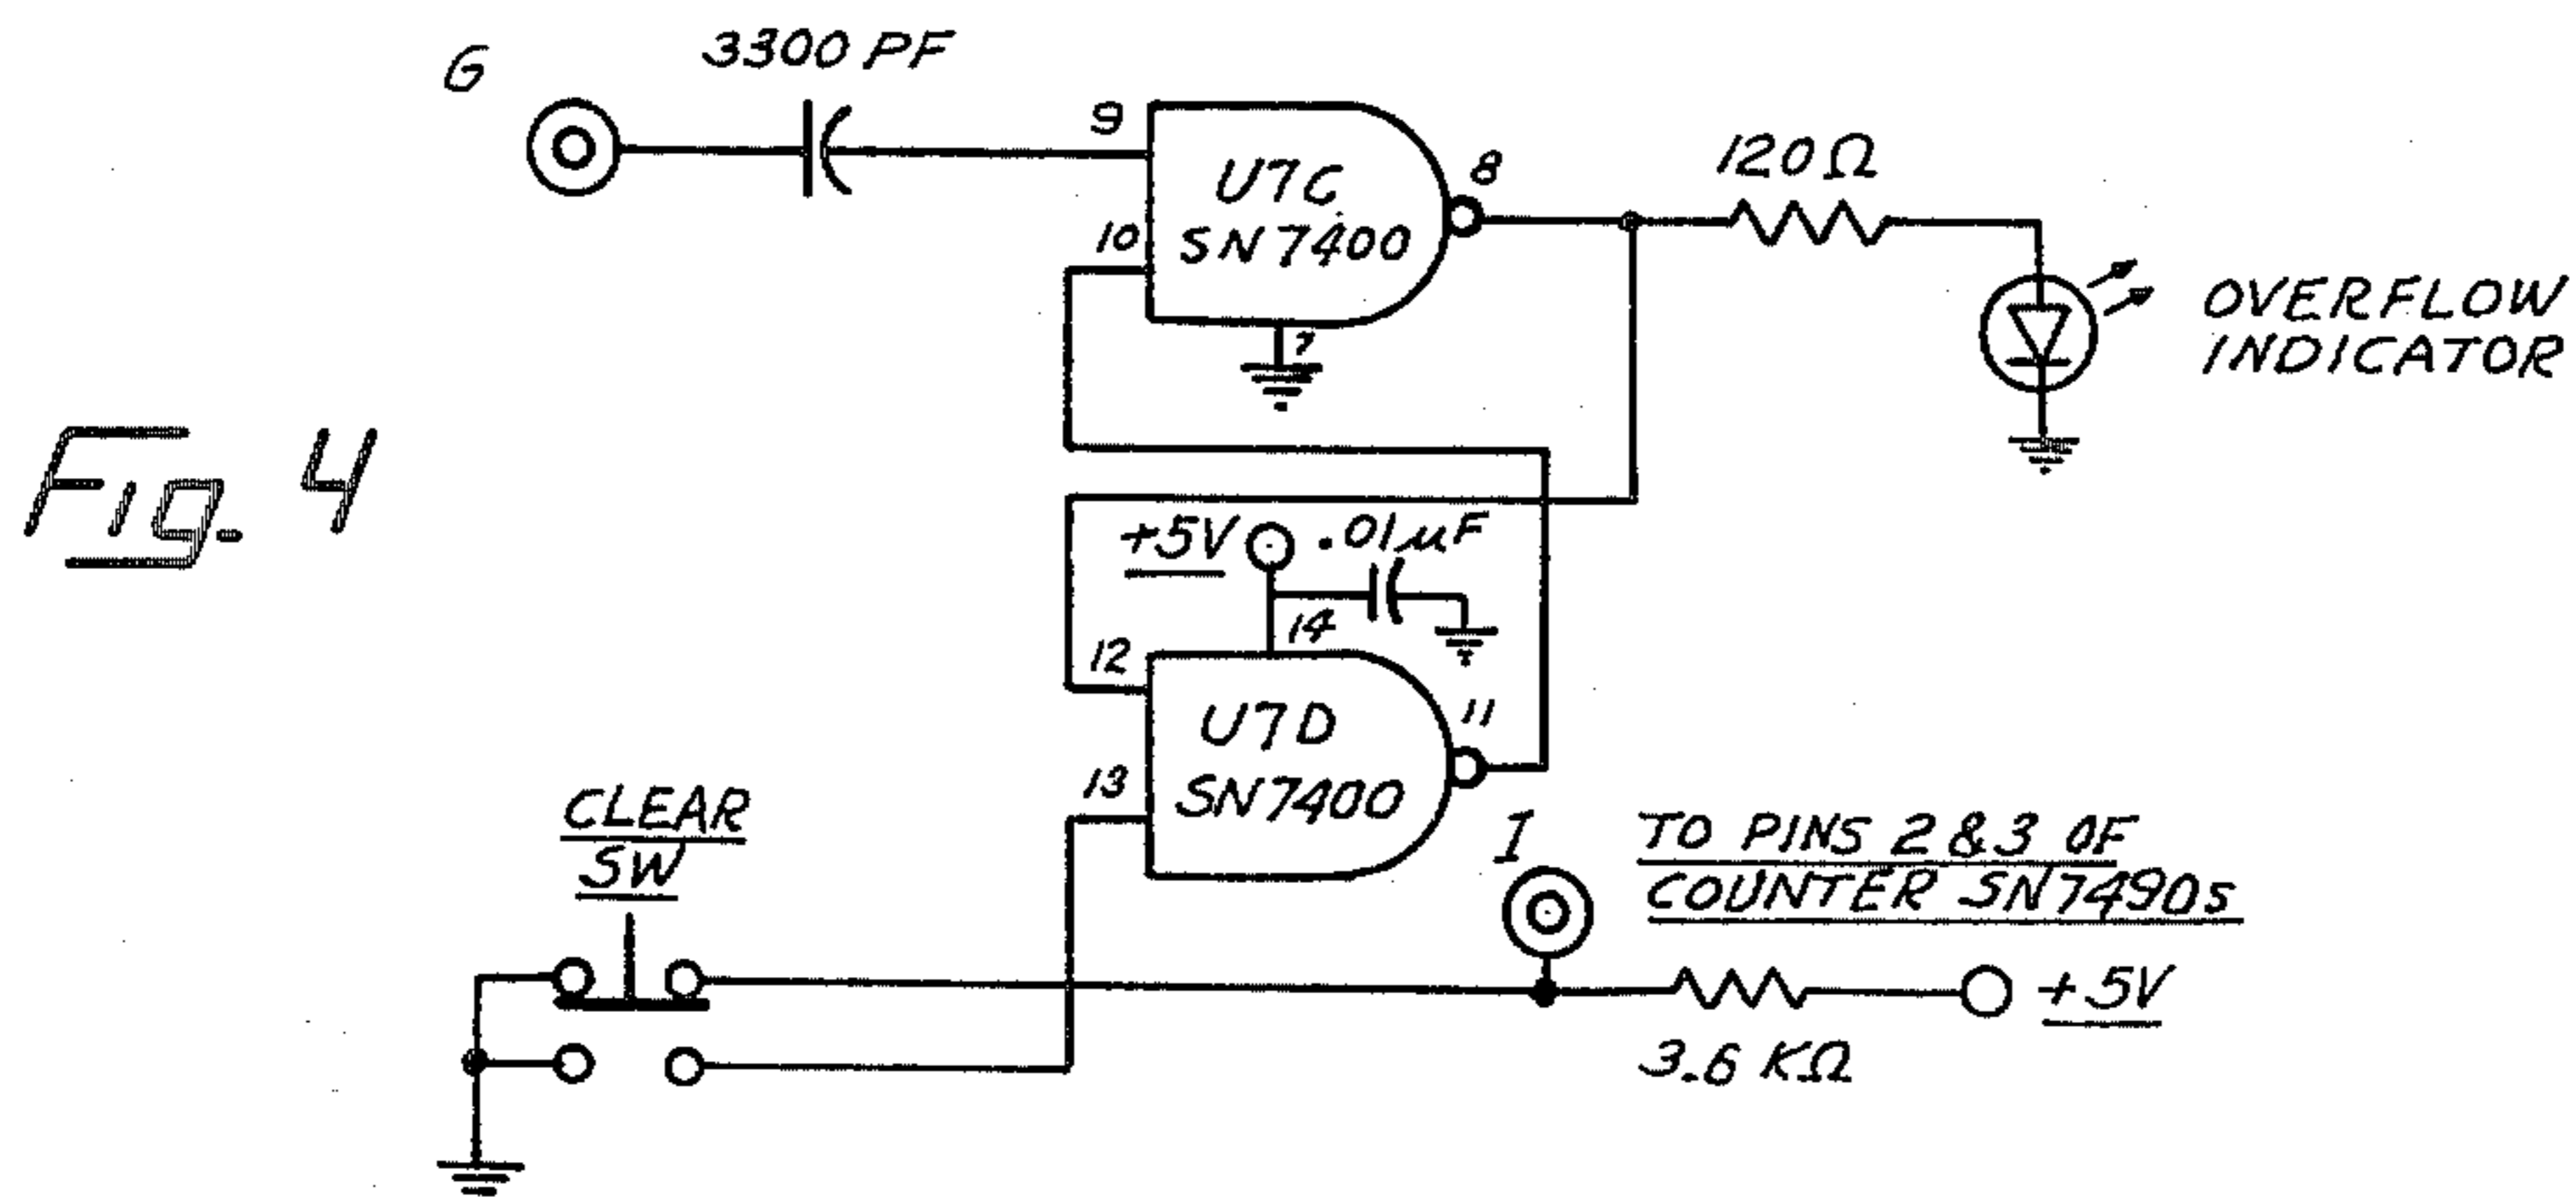 G
3300 PF
9
U7C
8
120Ω
10
SN7400
7
OVERFLOW
INDICATOR
Fig. 4
+5V
.01µF
14
12
U7D
11
13
SN7400
CLEAR
SW
I
TO PINS 2 & 3 OF
COUNTER SN7490s
+5V
3.6 KΩ